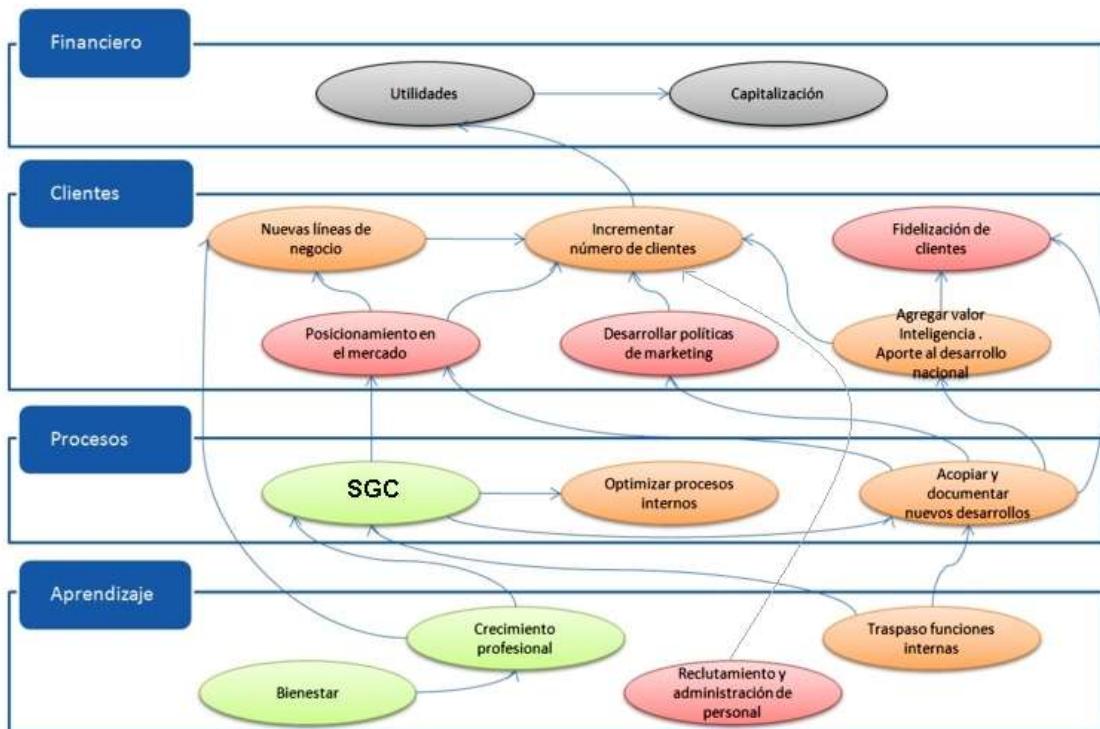 Financiero
Utilidades
Capitalización
Clientes
Nuevas líneas de
negocio
Incrementar
número de clientes
Fidelización de
clientes
Posicionamiento en
el mercado
Desarrollar políticas
de marketing
Agregar valor
Inteligencia .
Aporte al desarrollo
nacional
Procesos
SGC
Optimizar procesos
internos
Acopiar y
documentar
nuevos desarrollos
Aprendizaje
Crecimiento
profesional
Traspaso funciones
internas
Bienestar
Reclutamiento y
administración de
personal